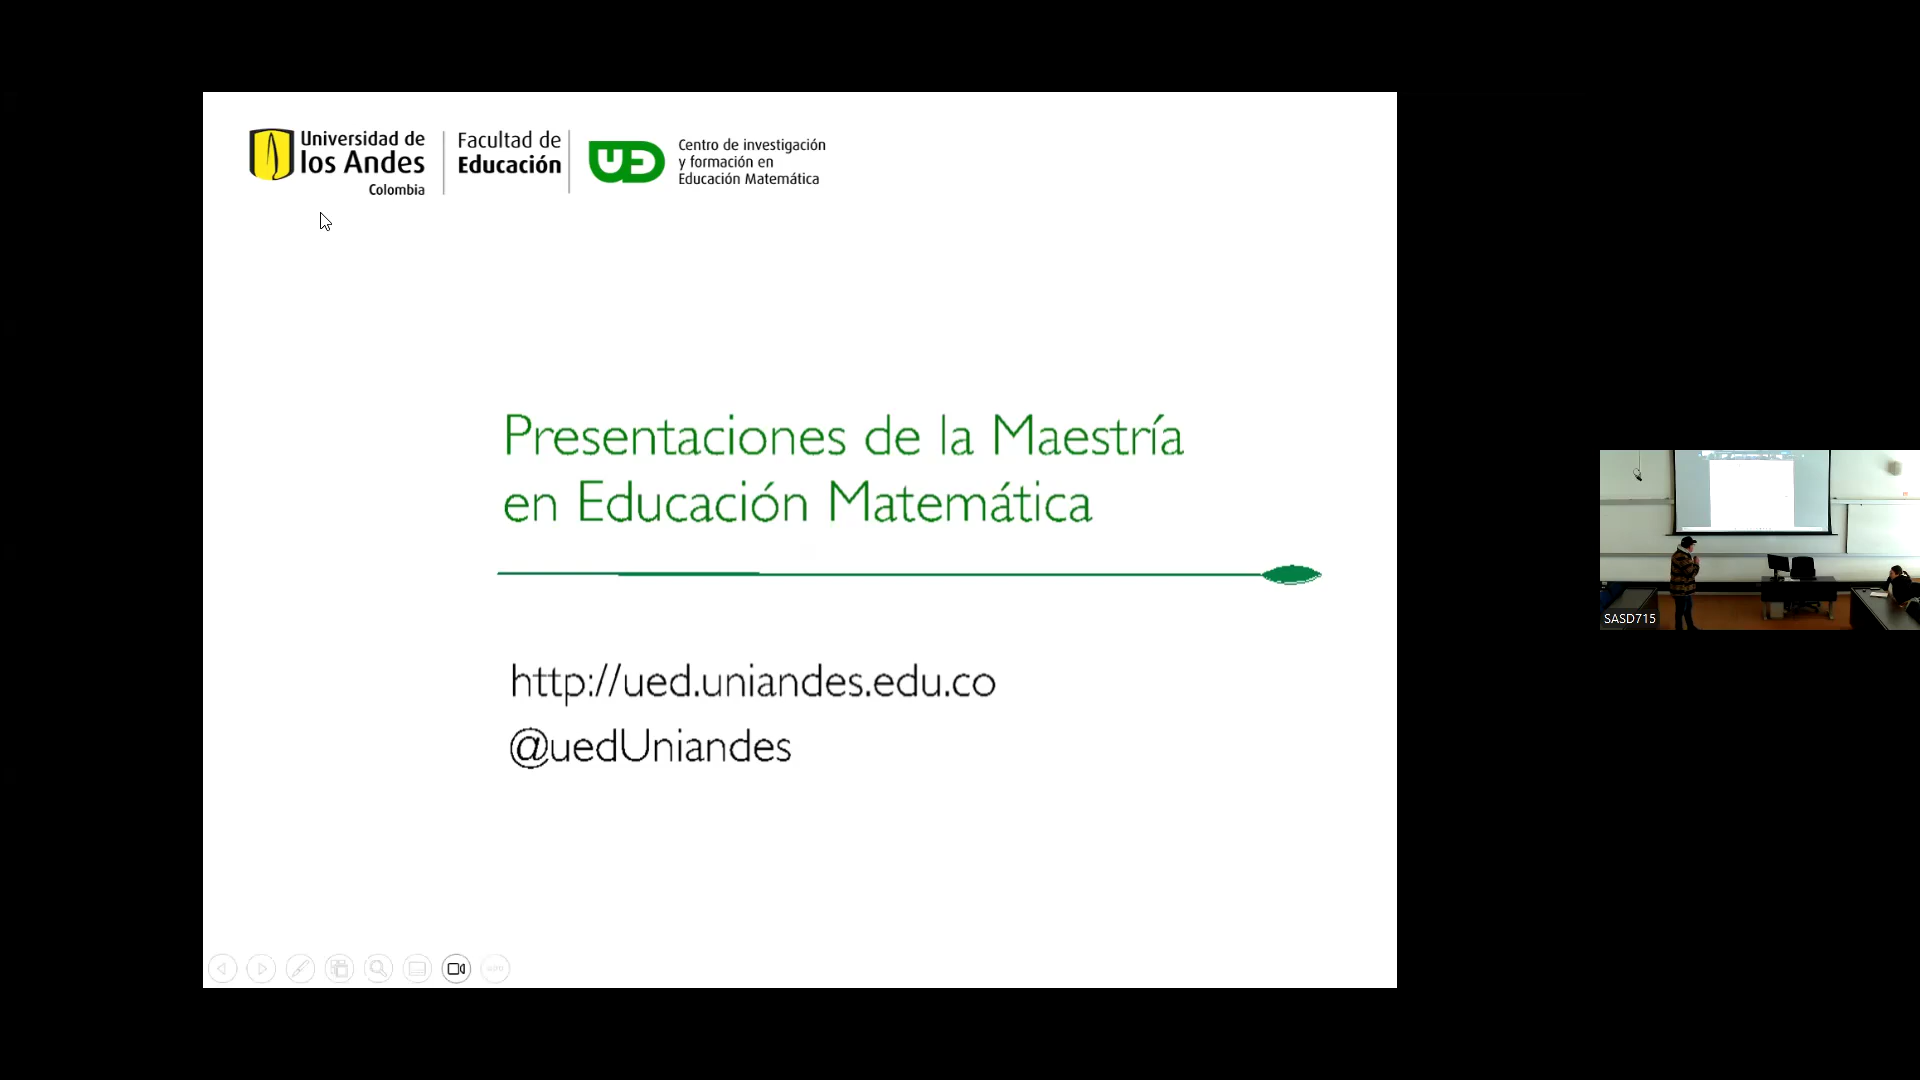 Universidad de
los Andes
Colombia
Facultad de
Educación
UED
Centro de investigación
y formación en
Educación Matemática
Presentaciones de la Maestría
en Educación Matemática
http://ued.uniandes.edu.co
@uedUniandes
SASD715